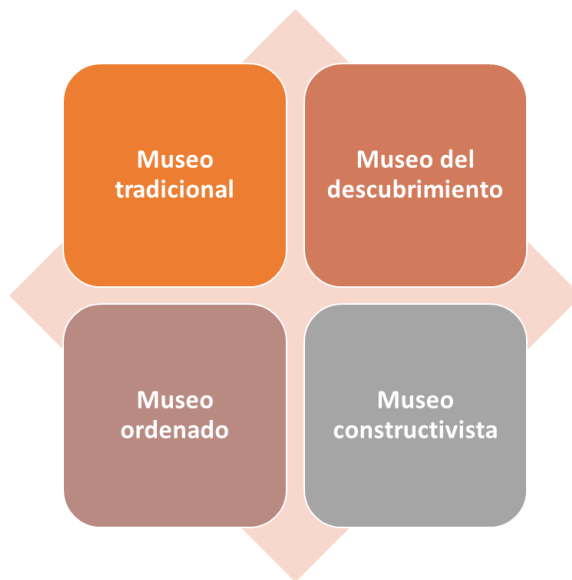 Museo
tradicional
Museo del
descubrimiento
Museo
ordenado
Museo
constructivista